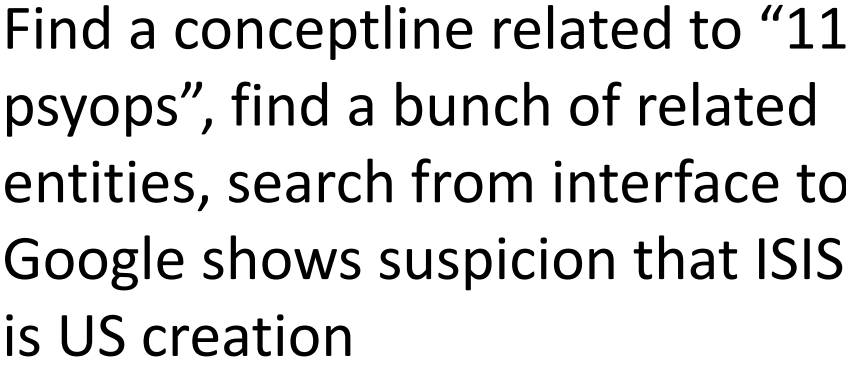 Find a conceptline related to “11
psyops”, find a bunch of related
entities, search from interface to
Google shows suspicion that ISIS
is US creation